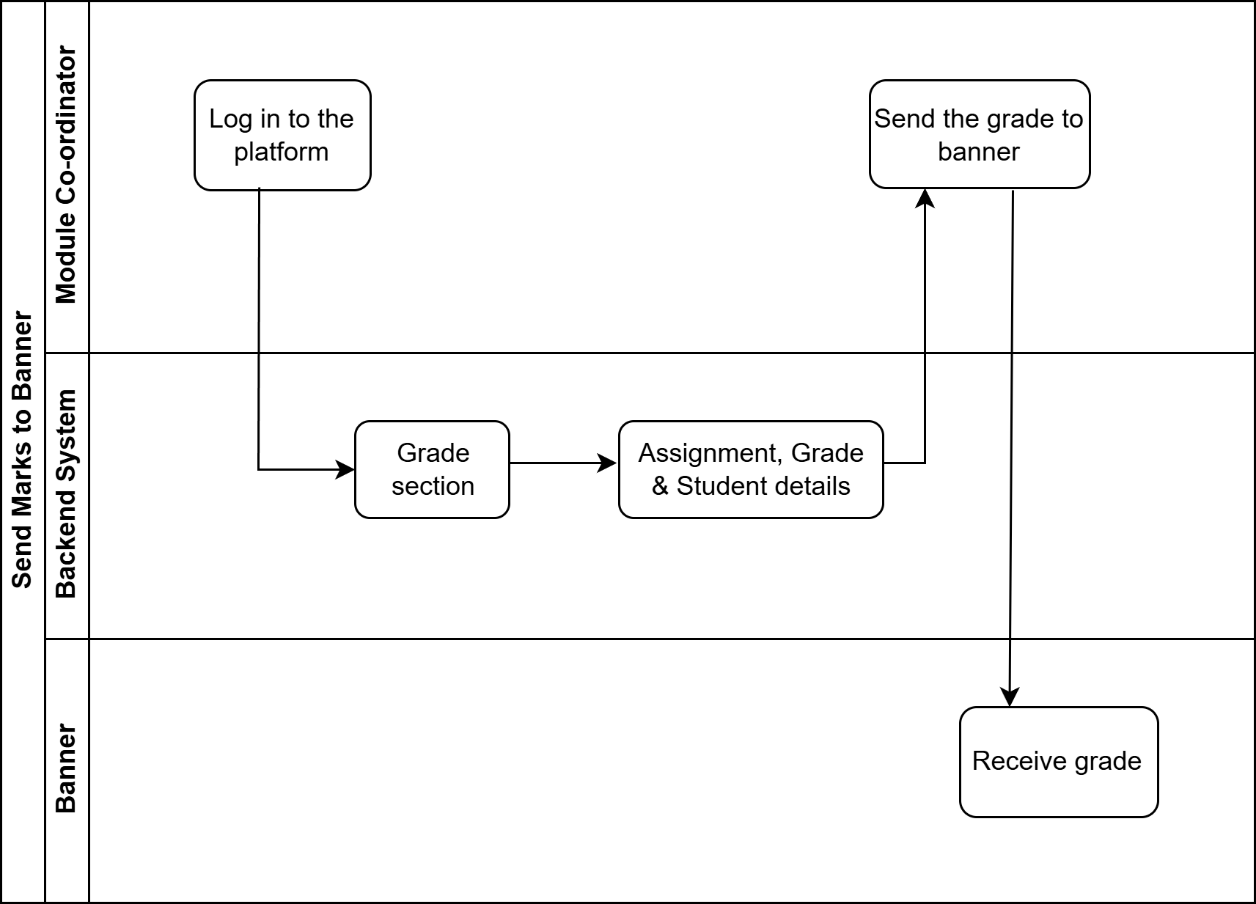 Send Marks to Banner
Module Co-ordinator
Log in to the
platform
Send the grade to
banner
Backend System
Grade
section
Assignment, Grade
& Student details
Banner
Receive grade